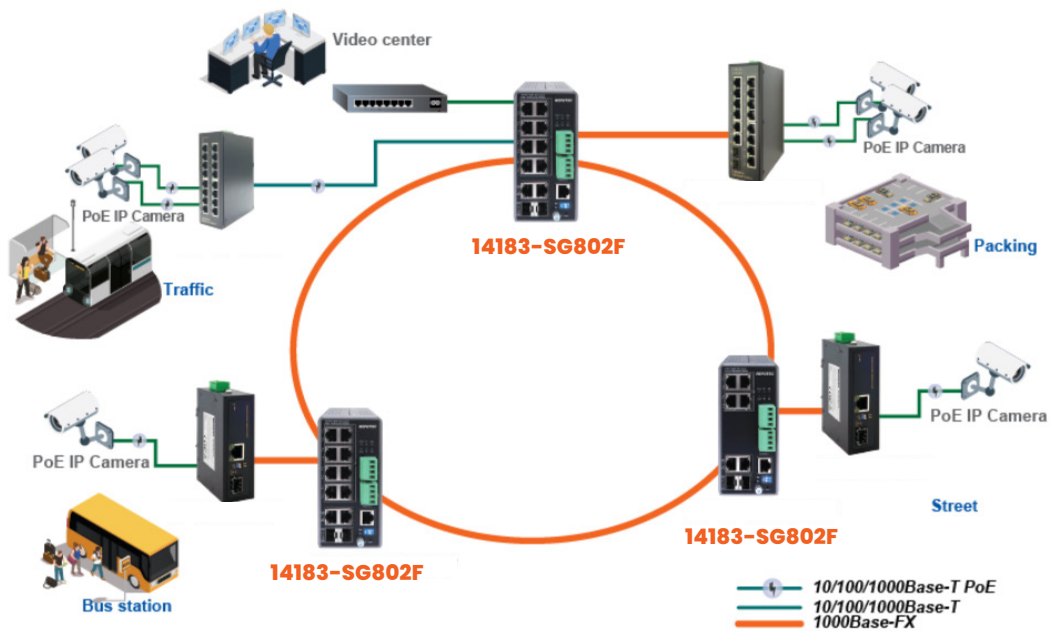 Video center
PoE IP Camera
PoE IP Camera
14183-SG802F
Packing
Traffic
PoE IP Camera
PoE IP Camera
Street
14183-SG802F
14183-SG802F
Bus station
10/100/1000Base-T PoE
10/100/1000Base-T
1000Base-FX